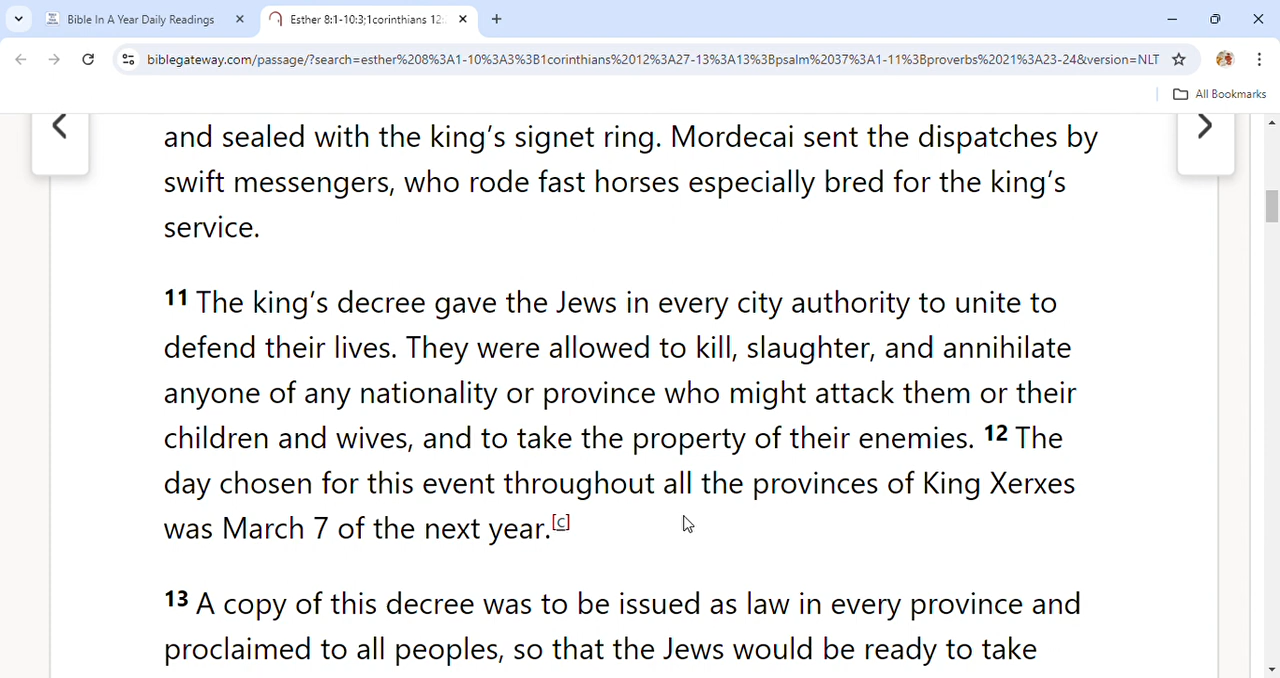 Bible In A Year Daily Readings
Esther 8:1-10:3;1corinthians 12:
biblegateway.com/passage/?search=esther%208%3A1-10%3A3%3B1corinthians%2012%3A27-13%3A13%3Bpsalm%2037%3A1-11%3Bproverbs%2021%3A23-24&version=NLT
All Bookmarks
and sealed with the king’s signet ring. Mordecai sent the dispatches by
swift messengers, who rode fast horses especially bred for the king’s
service.
11 The king’s decree gave the Jews in every city authority to unite to
defend their lives. They were allowed to kill, slaughter, and annihilate
anyone of any nationality or province who might attack them or their
children and wives, and to take the property of their enemies. 12 The
day chosen for this event throughout all the provinces of King Xerxes
was March 7 of the next year.[c]
13 A copy of this decree was to be issued as law in every province and
proclaimed to all peoples, so that the Jews would be ready to take